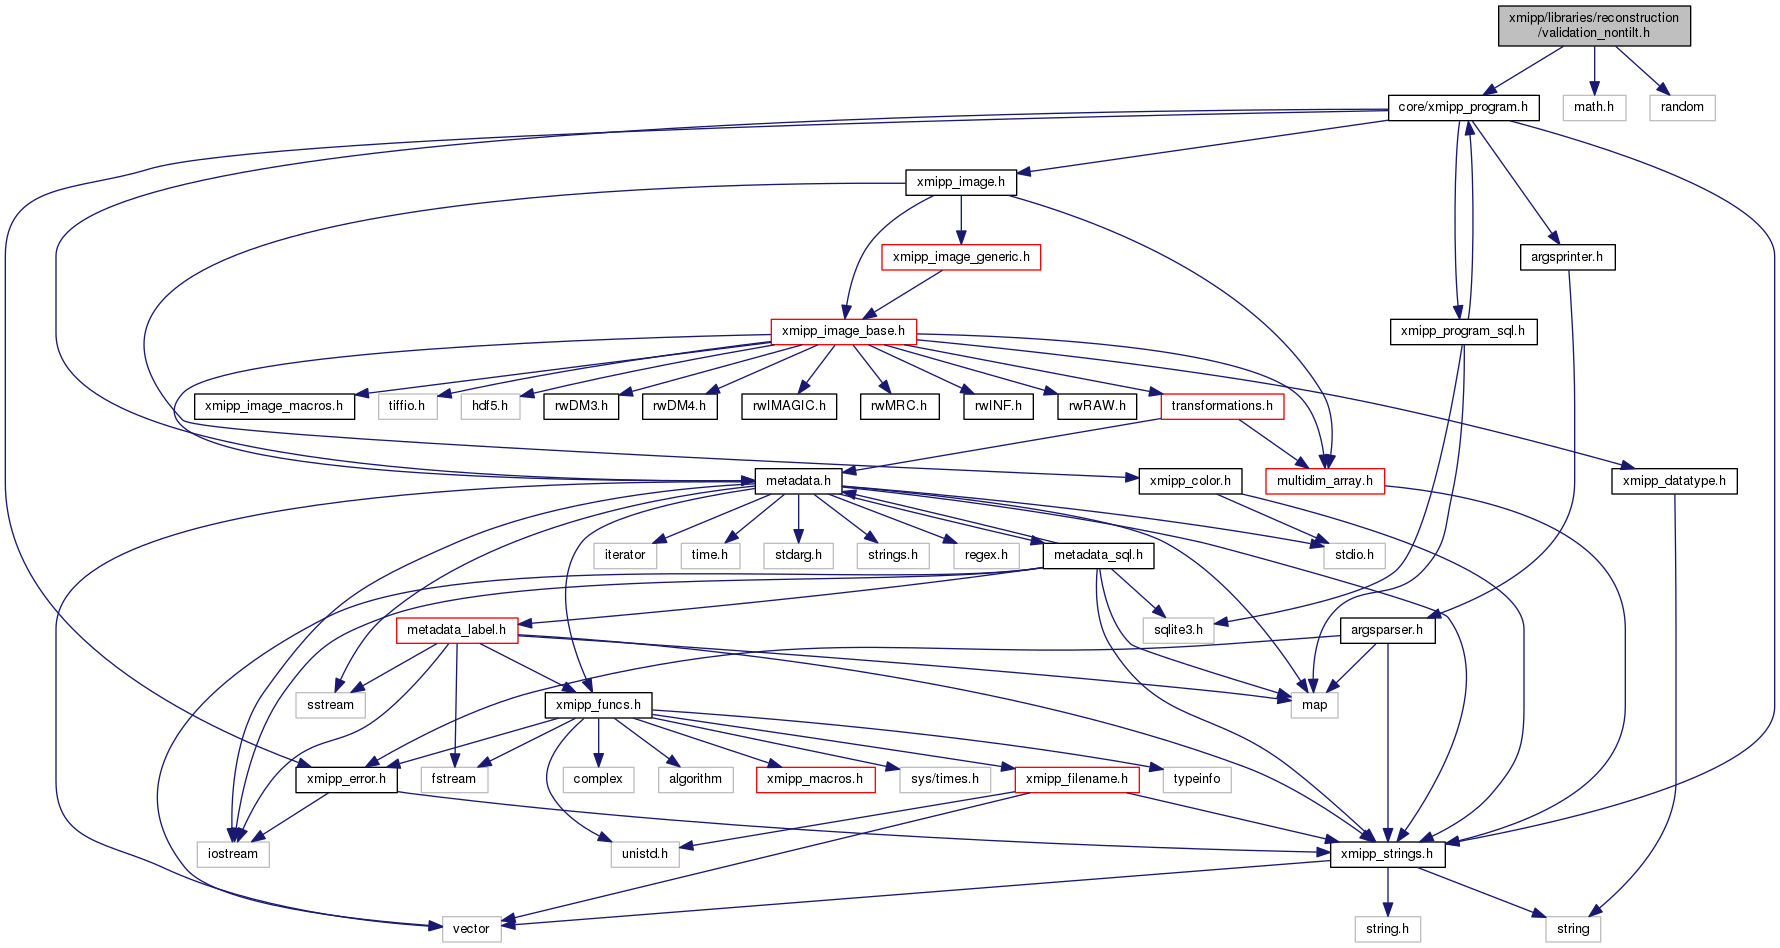 xmipp/libraries/reconstruction
/validation_nontilt.h
core/xmipp_program.h
math.h
random
xmipp_image.h
xmipp_image_generic.h
argsprinter.h
xmipp_image_base.h
xmipp_program_sql.h
xmipp_image_macros.h
tiffio.h
hdf5.h
rwDM3.h
rwDM4.h
rwIMAGIC.h
rwMRC.h
rwINF.h
rwRAW.h
transformations.h
metadata.h
xmipp_color.h
multidim_array.h
xmipp_datatype.h
iterator
time.h
stdarg.h
strings.h
regex.h
metadata_sql.h
stdio.h
metadata_label.h
sqlite3.h
argsparser.h
sstream
xmipp_funcs.h
map
xmipp_error.h
fstream
complex
algorithm
xmipp_macros.h
sys/times.h
xmipp_filename.h
typeinfo
iostream
unistd.h
xmipp_strings.h
vector
string.h
string